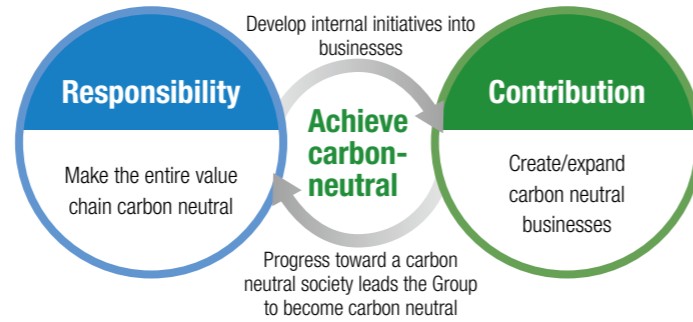 Develop internal initiatives into
businesses
Responsibility
Make the entire value
chain carbon neutral
Achieve
carbon-
neutral
Contribution
Create/expand
carbon neutral
businesses
Progress toward a carbon
neutral society leads the Group
to become carbon neutral